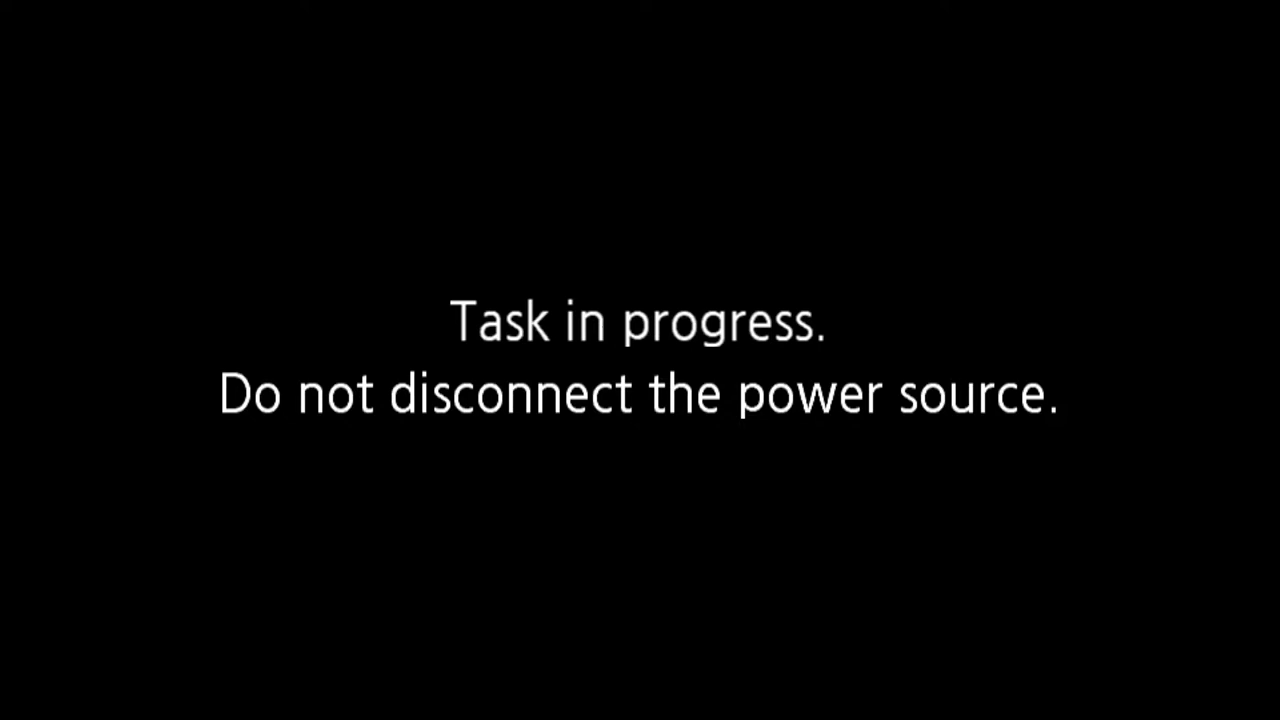 Task in progress.
Do not disconnect the power source.